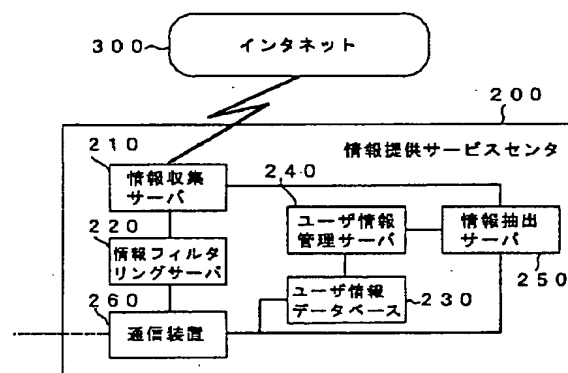 300
インタネット
200
情報提供サービスセンタ
210
情報収集
サーバ
240
220
情報フィルタ
リングサーバ
ユーザ情報
管理サーバ
情報抽出
サーバ
250
260
通信装置
ユーザ情報
データベース
230